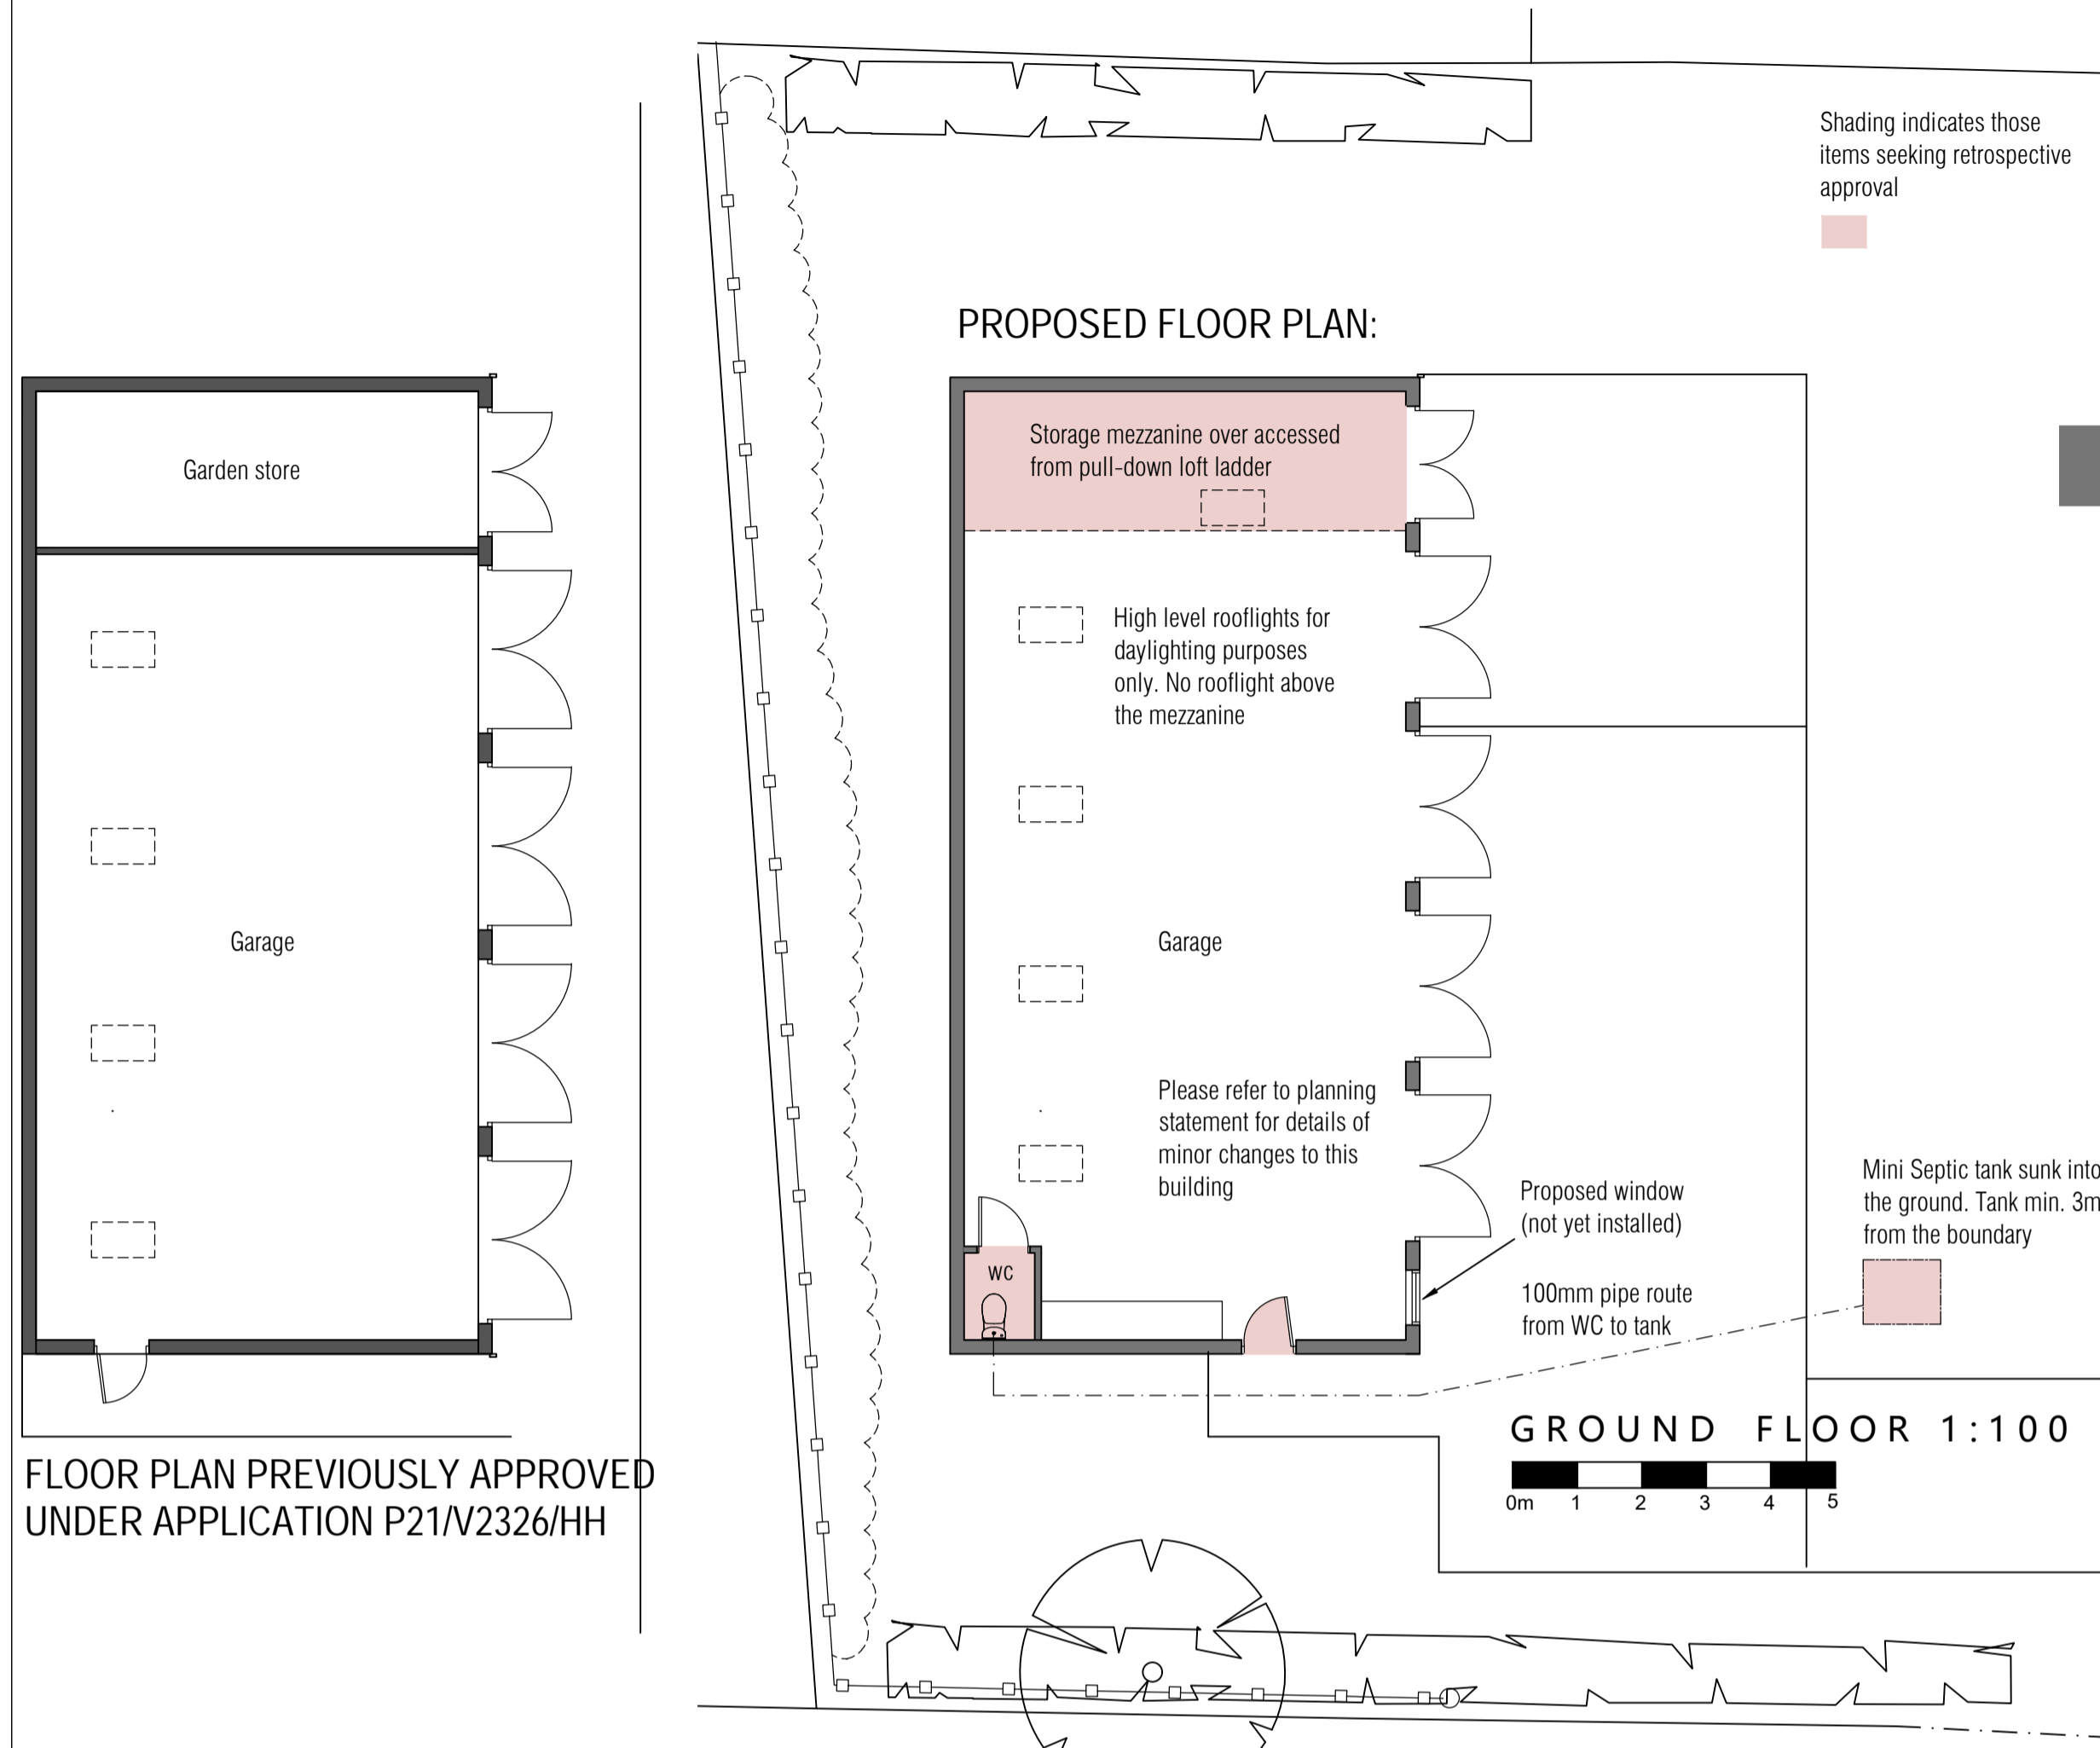 Shading indicates those
items seeking retrospective
approval
PROPOSED FLOOR PLAN:
Garden store
Garage
FLOOR PLAN PREVIOUSLY APPROVED
UNDER APPLICATION P21/V2326/HH
Storage mezzanine over accessed
from pull-down loft ladder
High level rooflights for
daylighting purposes
only. No rooflight above
the mezzanine
Garage
Please refer to planning
statement for details of
minor changes to this
building
WC
Proposed window
(not yet installed)
100mm pipe route
from WC to tank
Mini Septic tank sunk into
the ground. Tank min. 3m
from the boundary
GROUND FLOOR 1:100
0m 1 2 3 4 5